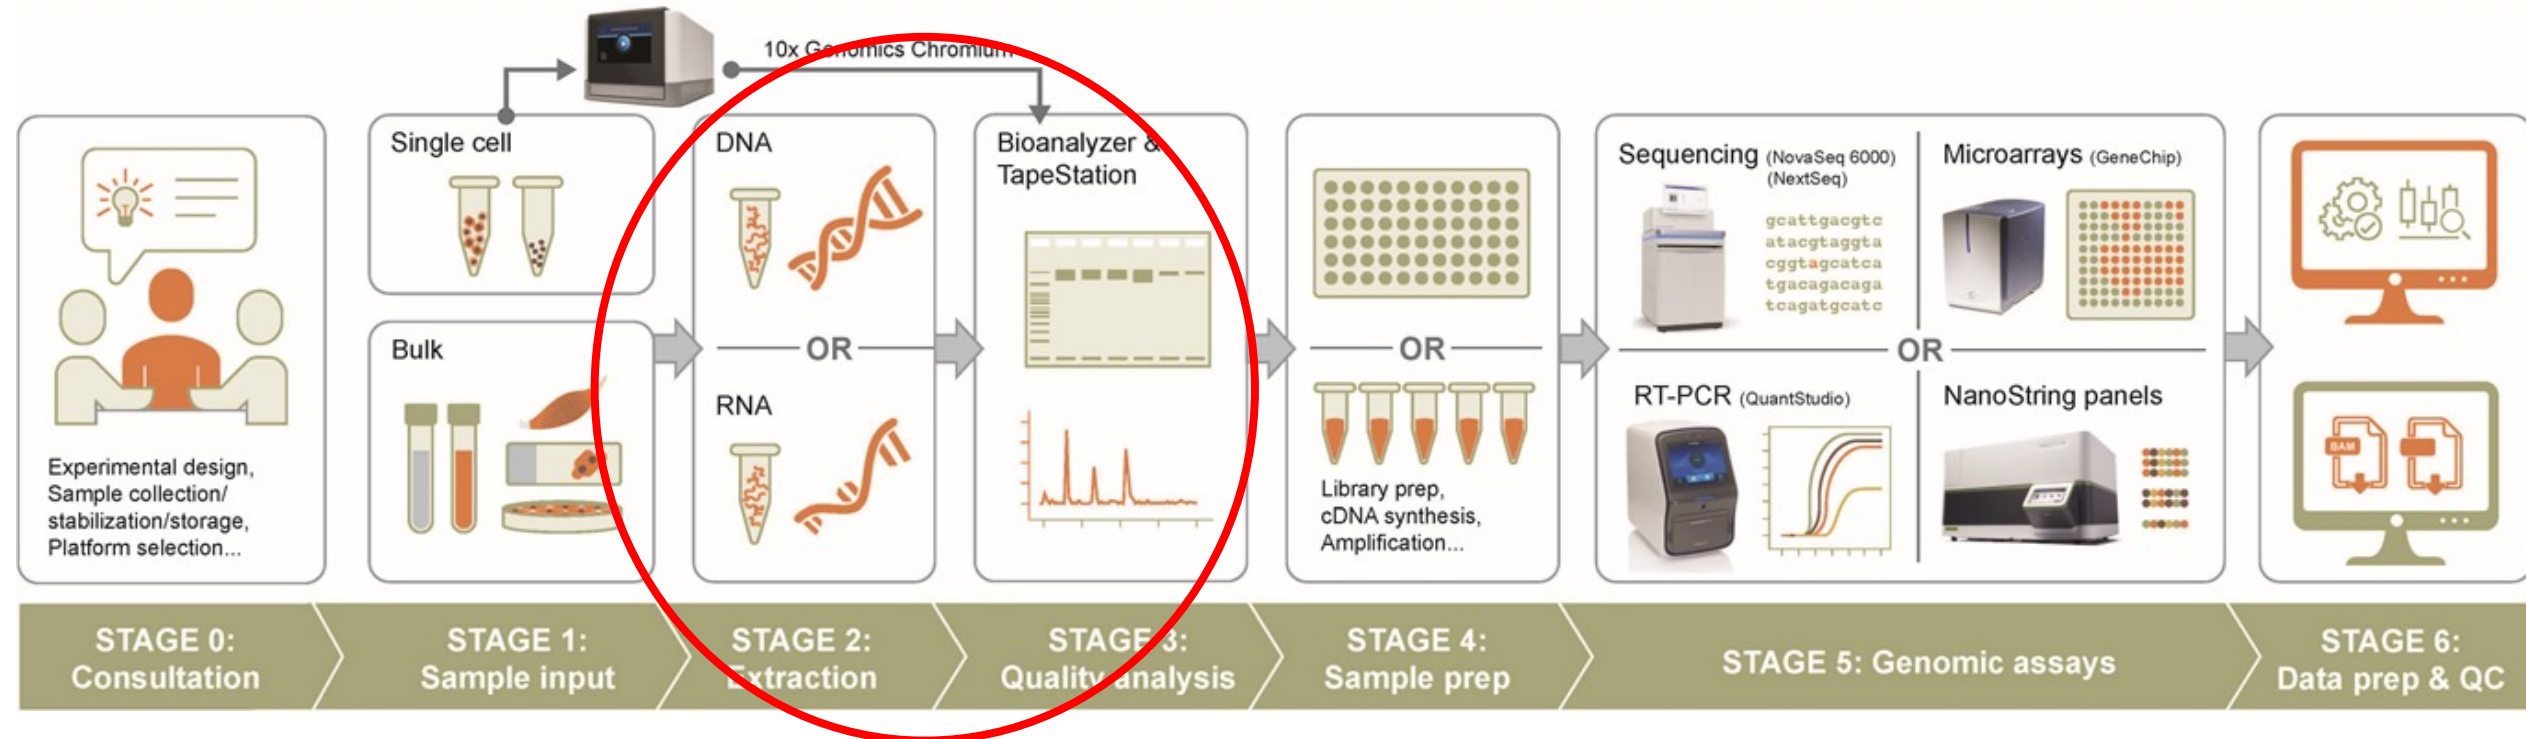 10x Genomics Chromium
Experimental design,
Sample collection/
stabilization/storage,
Platform selection...
Single cell
Bulk
DNA
OR
RNA
Bioanalyzer &
TapeStation
OR
Library prep,
cDNA synthesis,
Amplification...
Sequencing (NovaSeq 6000)
(NextSeq)
gcattgacgtc
atacgtaggta
cggtagcatca
tgacagacaga
tcagatgcatc
Microarrays (GeneChip)
OR
RT-PCR (QuantStudio)
NanoString panels
BAM
STAGE 0:
Consultation
STAGE 1:
Sample input
STAGE 2:
Extraction
STAGE 3:
Quality analysis
STAGE 4:
Sample prep
STAGE 5: Genomic assays
STAGE 6:
Data prep & QC